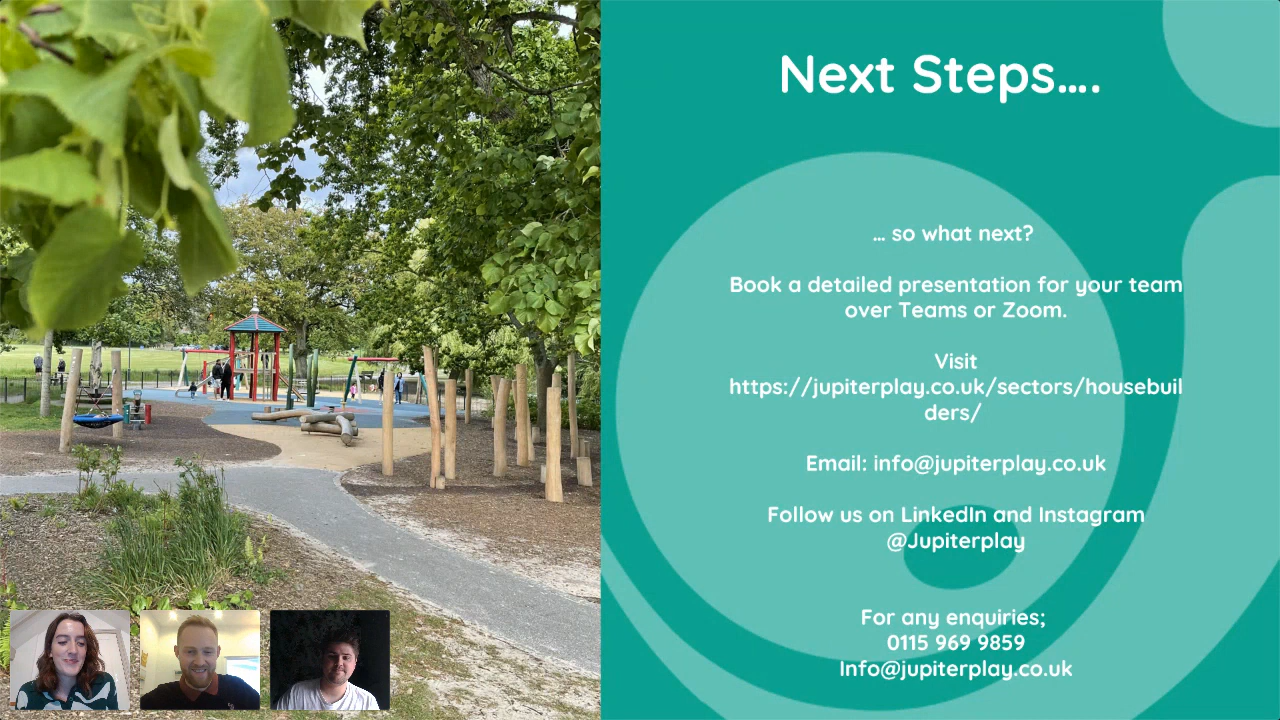 Next Steps....
... so what next?
Book a detailed presentation for your team
over Teams or Zoom.
Visit
https://jupiterplay.co.uk/sectors/housebuil
ders/
Email: info@jupiterplay.co.uk
Follow us on LinkedIn and Instagram
@Jupiterplay
For any enquiries;
0115 969 9859
Info@jupiterplay.co.uk